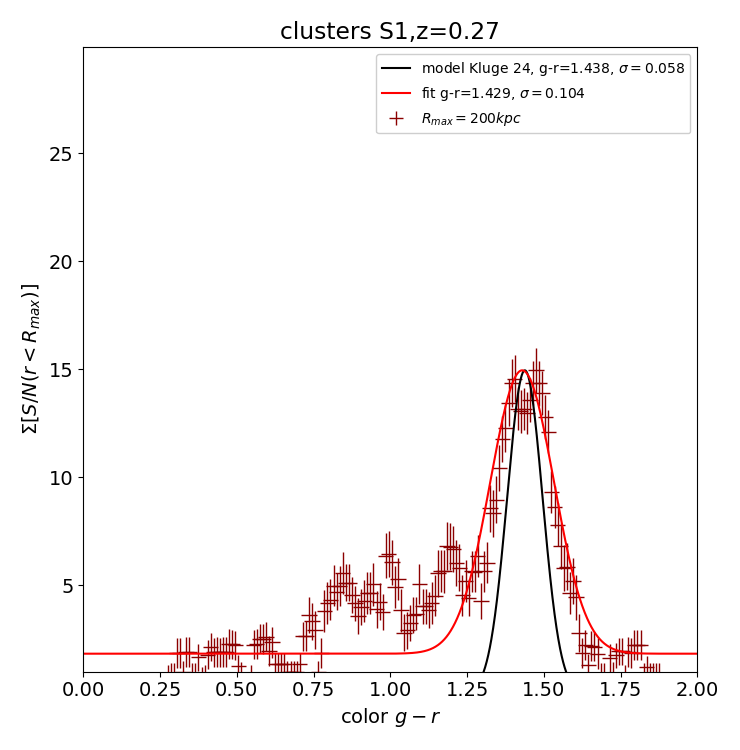 clusters S1,z=0.27
model Kluge 24, g-r=1.438, σ = 0.058
fit g-r=1.429, σ = 0.104
R_max = 200kpc
25
20
15
10
5
Σ[S/N(r < R_max)]
0.00 0.25 0.50 0.75 1.00 1.25 1.50 1.75 2.00
color g − r